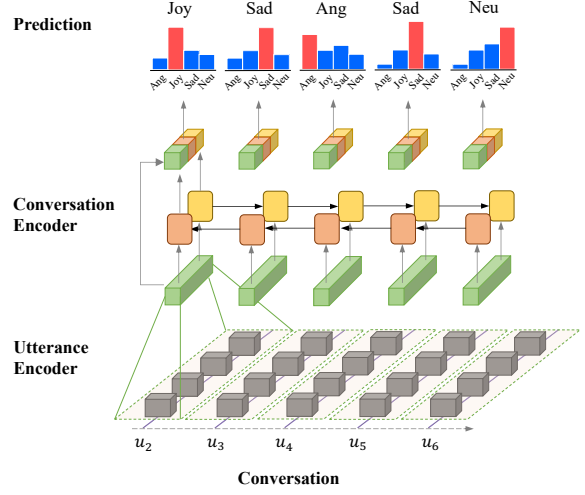 Prediction
Joy Sad Ang Sad Neu
Ang Joy Sad Neu Ang Joy Sad Neu Ang Joy Sad Neu Ang Joy Sad Neu Ang Joy Sad Neu
Conversation
Encoder
Utterance
Encoder
u₂ u₃ u₄ u₅ u₆
Conversation